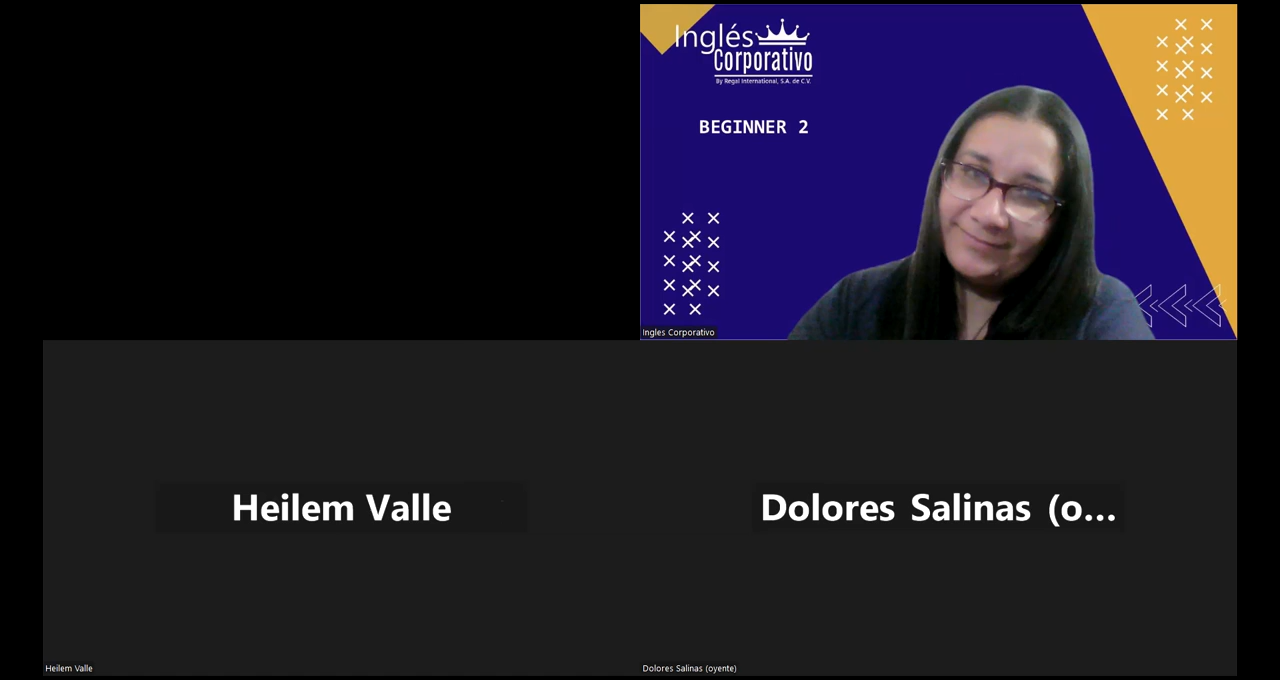 Inglés
Corporativo
By Regal International, S.A. de C.V.
BEGINNER 2
Ingles Corporativo
Heilem Valle
Dolores Salinas (o...
Heilem Valle
Dolores Salinas (oyente)